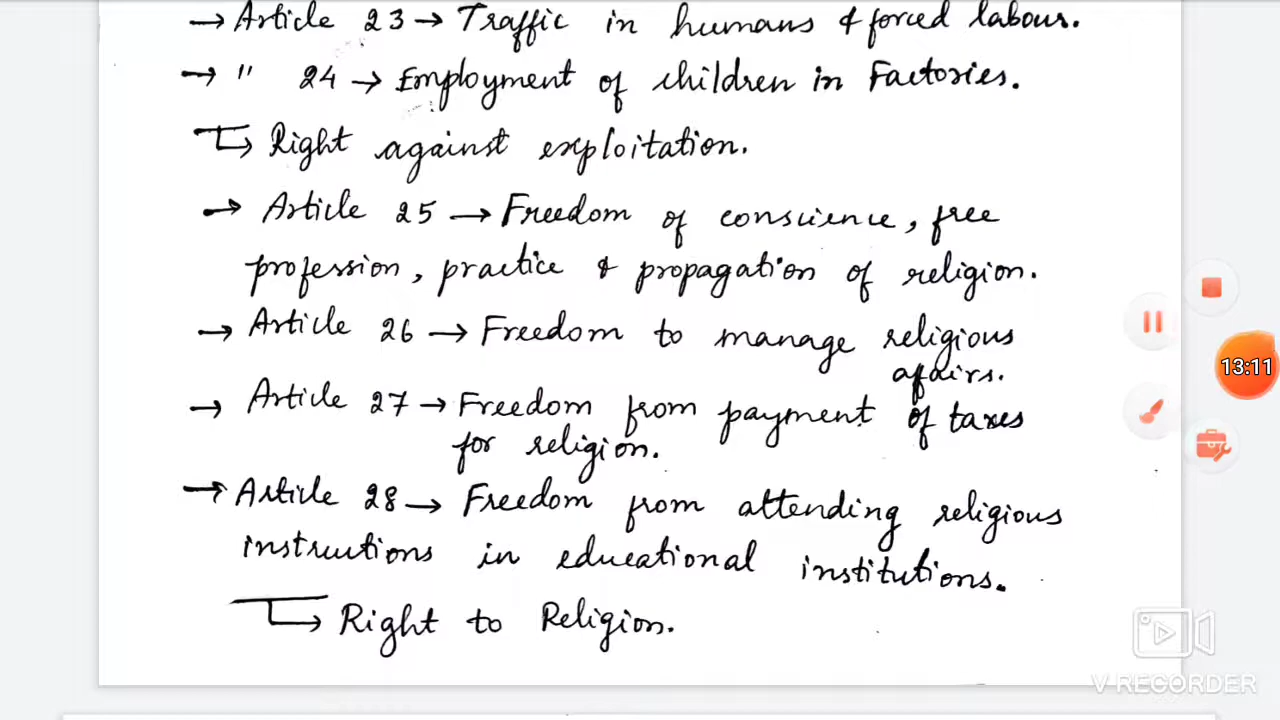 → Article 23 → Traffic in humans & forced labour.
→ " 24 → Employment of children in Factories.
↳ Right against exploitation.
→ Article 25 → Freedom of conscience, free
profession, practice & propagation of religion.
→ Article 26 → Freedom to manage religious
afairs.
→ Article 27 → Freedom from payment of taxes
for religion.
→ Article 28 → Freedom from attending religious
instructions in educational institutions.
↳ Right to Religion.
13:11
V-RECORDER